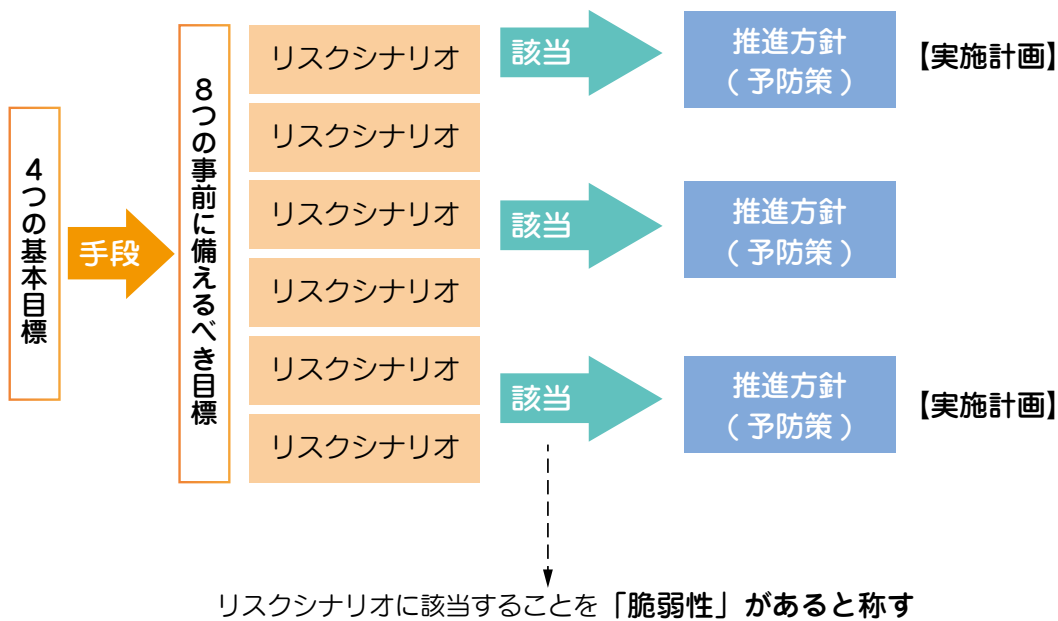 4つの基本目標
手段
8つの事前に備えるべき目標
リスクシナリオ
該当
推進方針
( 予防策 )
【実施計画】
リスクシナリオ
リスクシナリオ
該当
推進方針
( 予防策 )
リスクシナリオ
リスクシナリオ
該当
推進方針
( 予防策 )
【実施計画】
リスクシナリオ
リスクシナリオに該当することを「脆弱性」があると称す